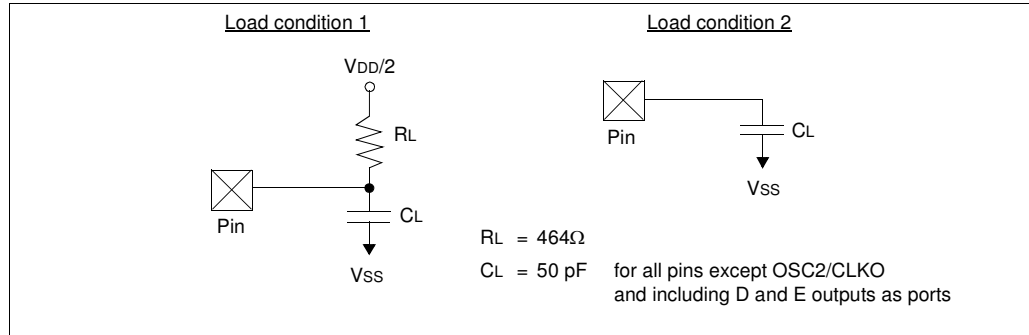 Load condition 1
VDD/2
RL
Pin
CL
VSS
Load condition 2
Pin
CL
VSS
RL = 464Ω
CL = 50 pF for all pins except OSC2/CLKO
and including D and E outputs as ports